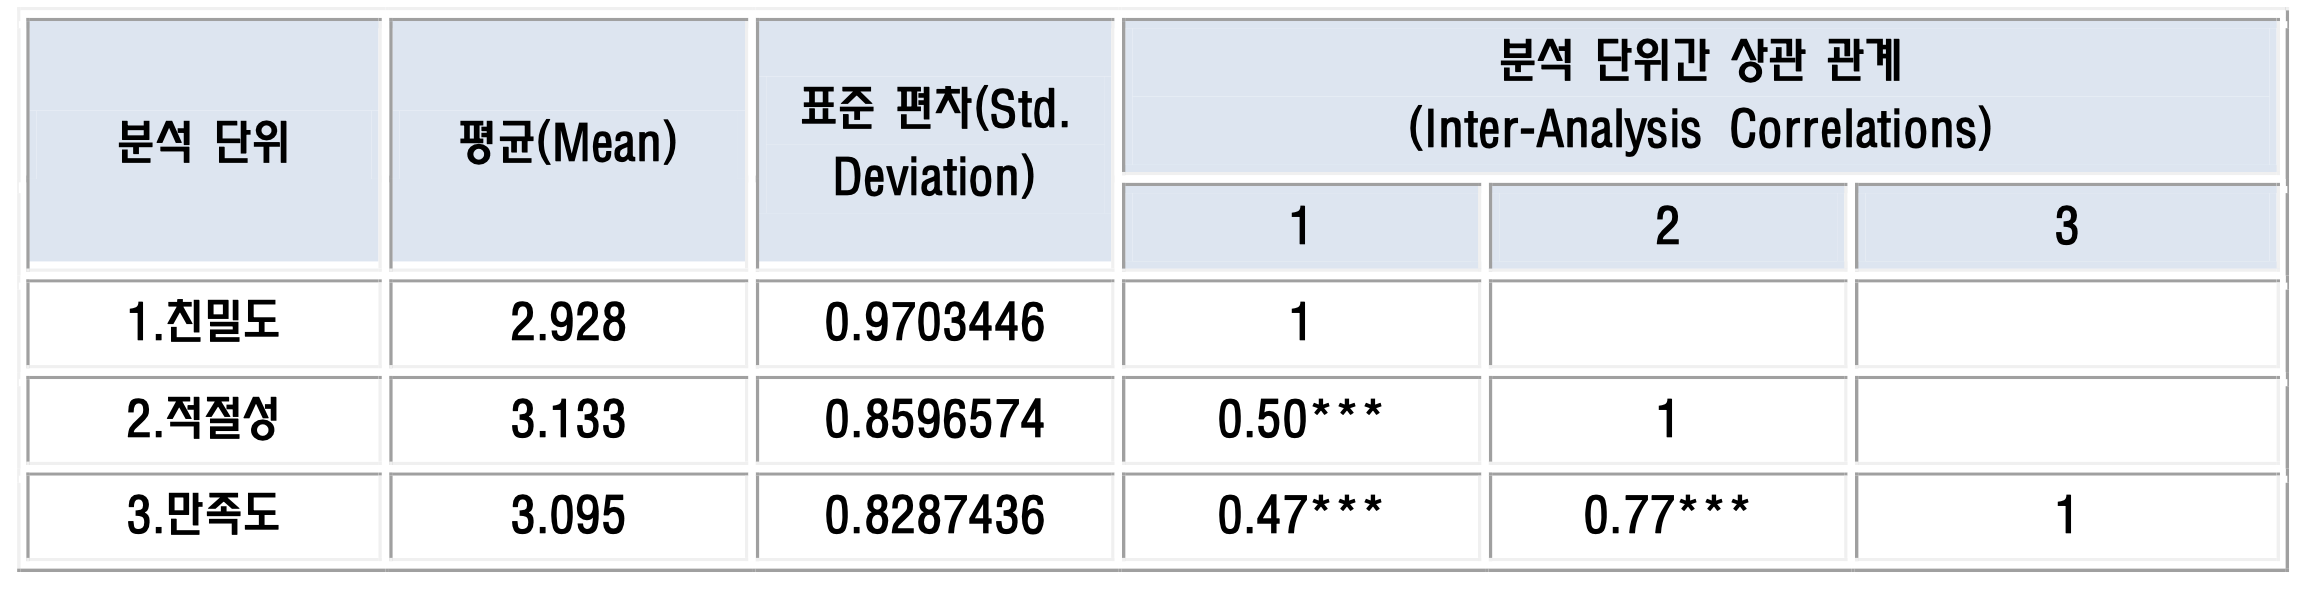 분석 단위
평균(Mean)
표준 편차(Std.
Deviation)
분석 단위간 상관 관계
(Inter-Analysis Correlations)
1 2 3
1.친밀도 2.928 0.9703446 1
2.적절성 3.133 0.8596574 0.50*** 1
3.만족도 3.095 0.8287436 0.47*** 0.77*** 1